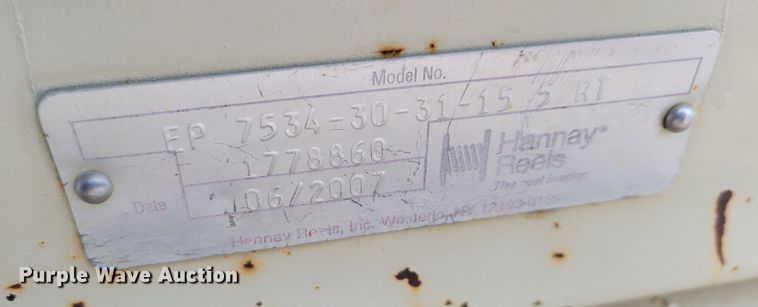 Model No.
EP 7534-30-31-15 5 RT
1778860
Date 06/2007
Hannay®
Reels
The reel leader.
Hannay Reels, Inc. Westerlo, NY
Purple Wave Auction